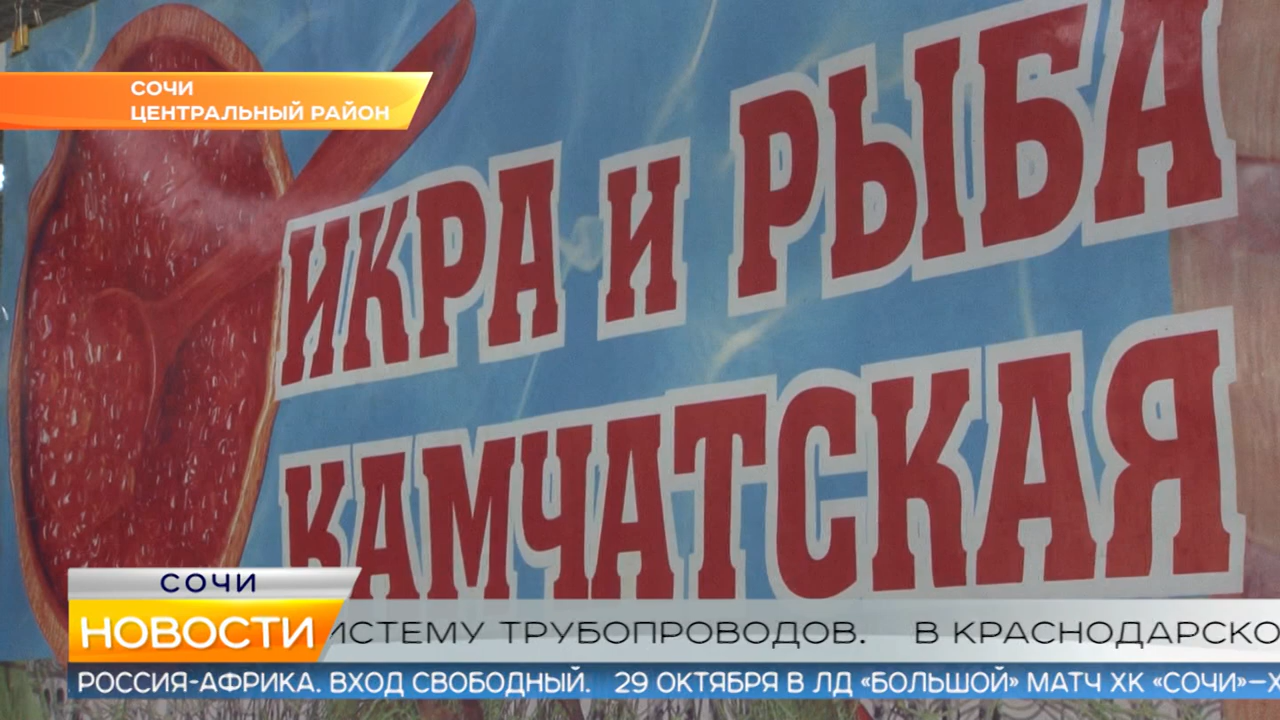 СОЧИ
ЦЕНТРАЛЬНЫЙ РАЙОН
ИКРА И РЫБА
КАМЧАТСКАЯ
СОЧИ
НОВОСТИ
ИСТЕМУ ТРУБОПРОВОДОВ. В КРАСНОДАРСКО
РОССИЯ-АФРИКА. ВХОД СВОБОДНЫЙ. 29 ОКТЯБРЯ В ЛД «БОЛЬШОЙ» МАТЧ ХК «СОЧИ»–Х